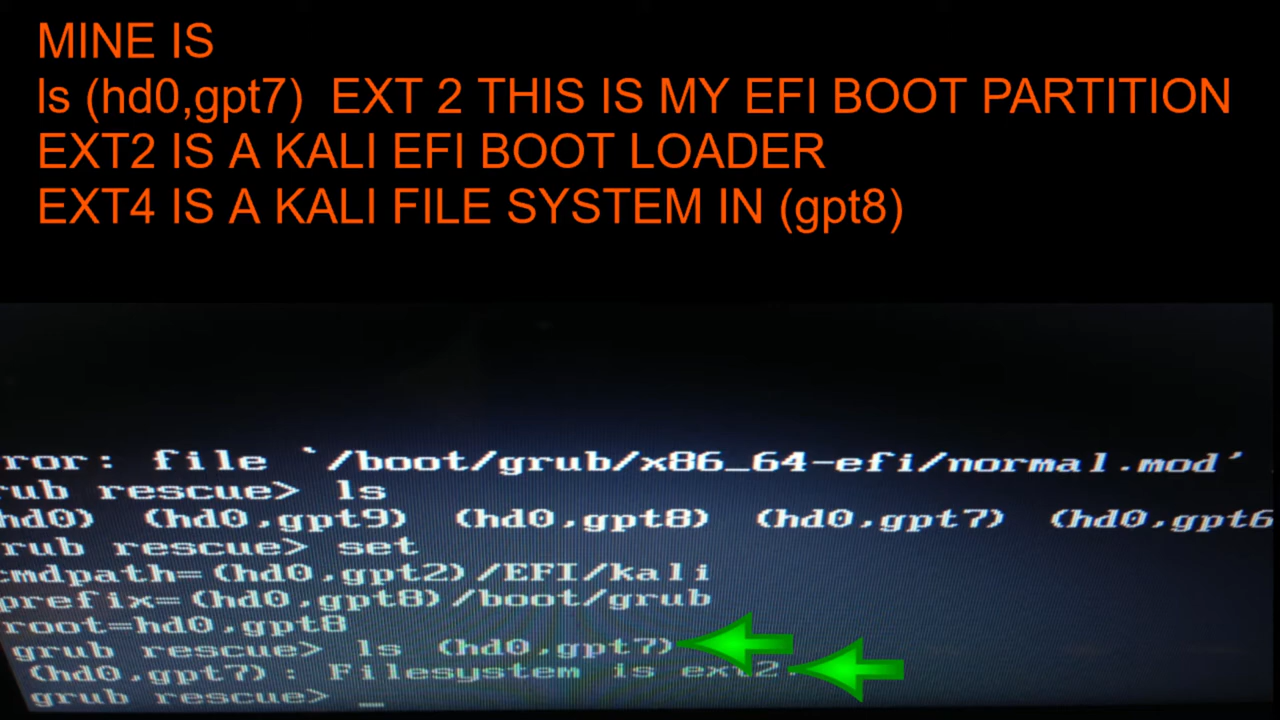 MINE IS
ls (hd0,gpt7) EXT 2 THIS IS MY EFI BOOT PARTITION
EXT2 IS A KALI EFI BOOT LOADER
EXT4 IS A KALI FILE SYSTEM IN (gpt8)
ror: file `/boot/grub/x86_64-efi/normal.mod'
rub rescue> ls
hd0) (hd0,gpt9) (hd0,gpt8) (hd0,gpt7) (hd0,gpt6
rub rescue> set
cmdpath=(hd0,gpt2)/EFI/kali
prefix=(hd0,gpt8)/boot/grub
root=hd0,gpt8
grub rescue> ls (hd0,gpt7)
(hd0,gpt7): Filesystem is ext2.
grub rescue> _